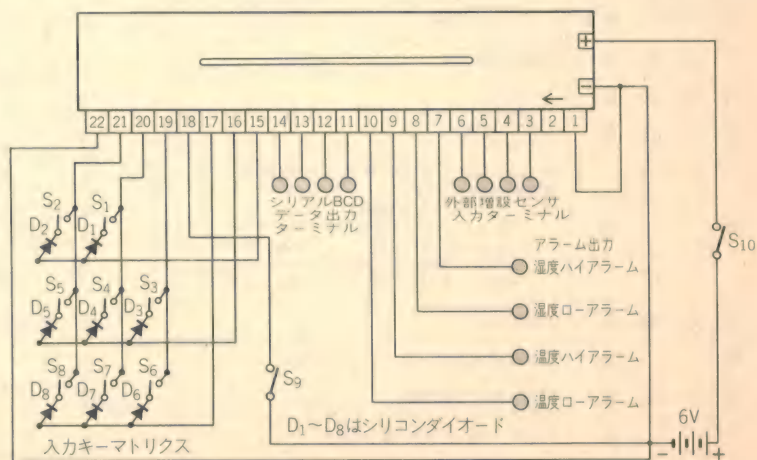 +
−
←
22 21 20 19 18 17 16 15 14 13 12 11 10 9 8 7 6 5 4 3 2 1
シリアルBCD
データ出力
ターミナル
外部増設センサ
入力ターミナル
アラーム出力
湿度ハイアラーム
湿度ローアラーム
温度ハイアラーム
温度ローアラーム
S2 S1
D2 D1
S5 S4 S3
D5 D4 D3
S8 S7 S6
D8 D7 D6
S9
S10
6V
− +
入力キーマトリクス
D1〜D8はシリコンダイオード